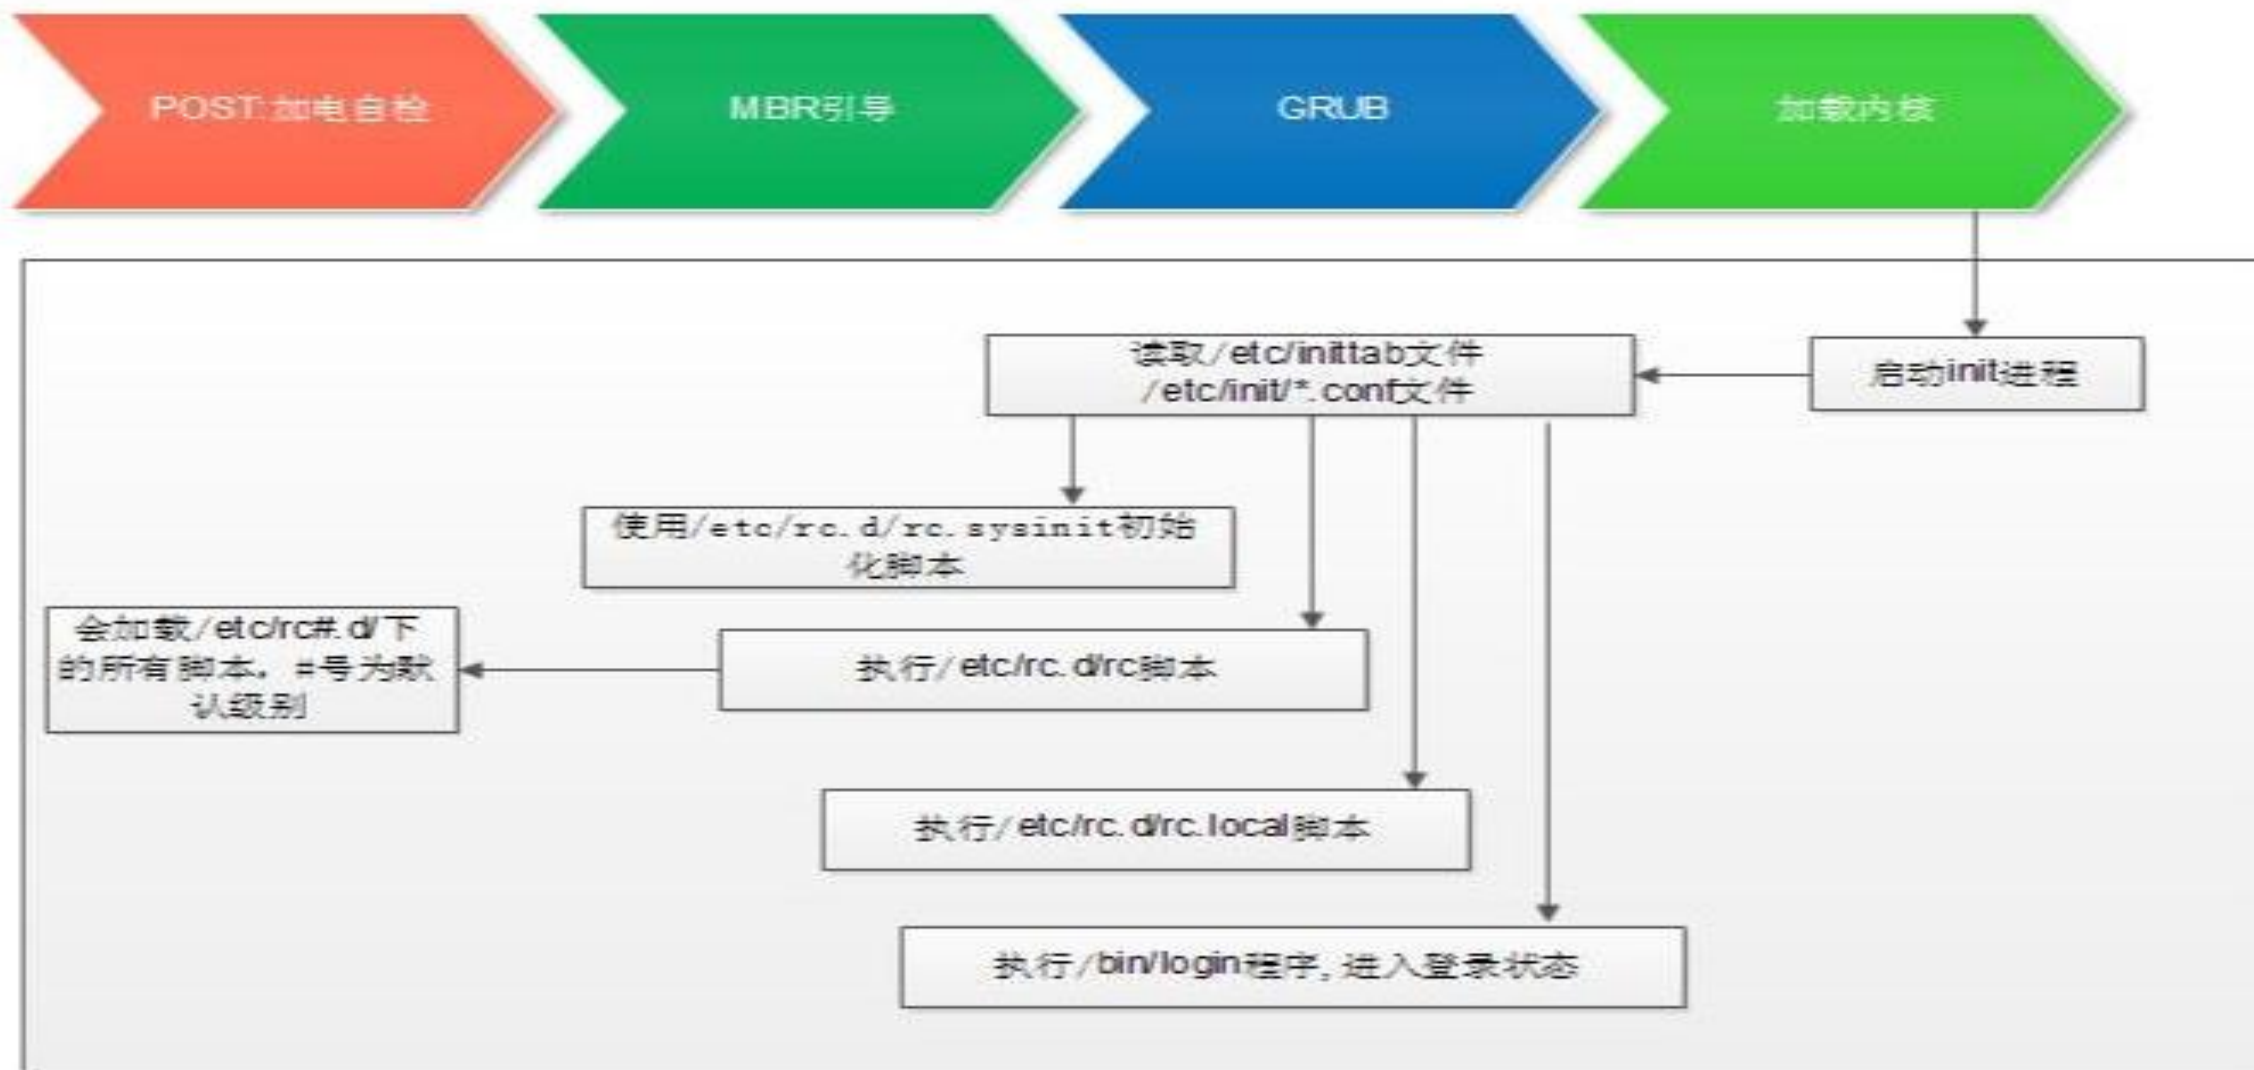 POST:加电自检
MBR引导
GRUB
加载内核
启动init进程
读取/etc/inittab文件
/etc/init/*.conf文件
使用/etc/rc.d/rc.sysinit初始
化脚本
执行/etc/rc.d/rc脚本
会加载/etc/rc#.d/下
的所有脚本。#号为默
认级别
执行/etc/rc.d/rc.local脚本
执行/bin/login程序,进入登录状态